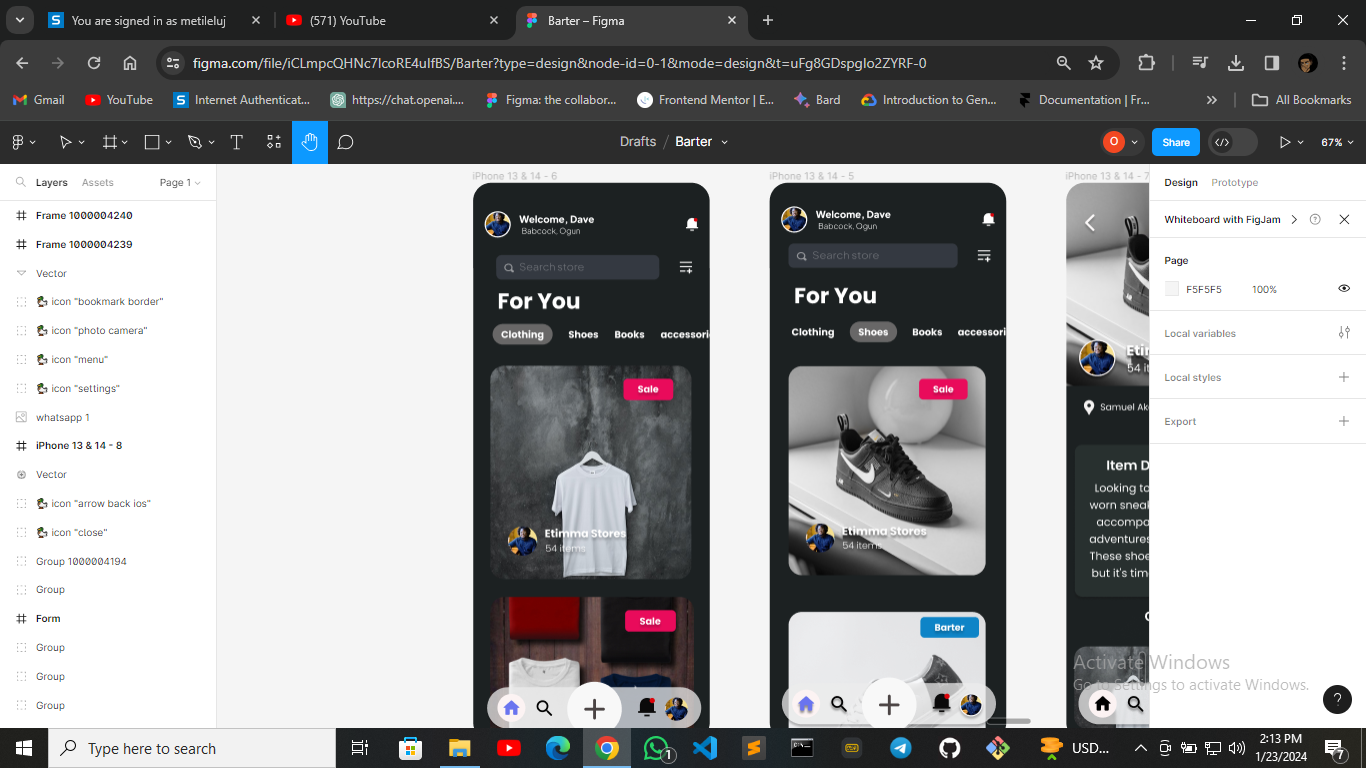 You are signed in as metileluj
(571) YouTube
Barter – Figma
figma.com/file/iCLmpcQHNc7IcoRE4ulfBS/Barter?type=design&node-id=0-1&mode=design&t=uFg8GDspglo2ZYRF-0
Gmail
YouTube
Internet Authenticat...
https://chat.openai....
Figma: the collabor...
Frontend Mentor | E...
Bard
Introduction to Gen...
Documentation | Fr...
All Bookmarks
Drafts / Barter
O
Share
67%
Layers
Assets
Page 1
Frame 1000004240
Frame 1000004239
Vector
icon "bookmark border"
icon "photo camera"
icon "menu"
icon "settings"
whatsapp 1
iPhone 13 & 14 - 8
Vector
icon "arrow back ios"
icon "close"
Group 1000004194
Group
Form
Group
Group
Group
iPhone 13 & 14 - 6
Welcome, Dave
Babcock, Ogun
Search store
For You
Clothing
Shoes
Books
accessori
Sale
Etimma Stores
54 items
Sale
iPhone 13 & 14 - 5
Welcome, Dave
Babcock, Ogun
Search store
For You
Clothing
Shoes
Books
accessori
Sale
Etimma Stores
54 items
Barter
iPhone 13 & 14 - 7
Eti
54 it
Samuel Ak
Item D
Looking to
worn sneak
accompa
adventures
These shoe
but it's tim
Design
Prototype
Whiteboard with FigJam
Page
F5F5F5
100%
Local variables
Local styles
Export
Activate Windows
Go to Settings to activate Windows.
?
Type here to search
1
USD...
2:13 PM
1/23/2024
7